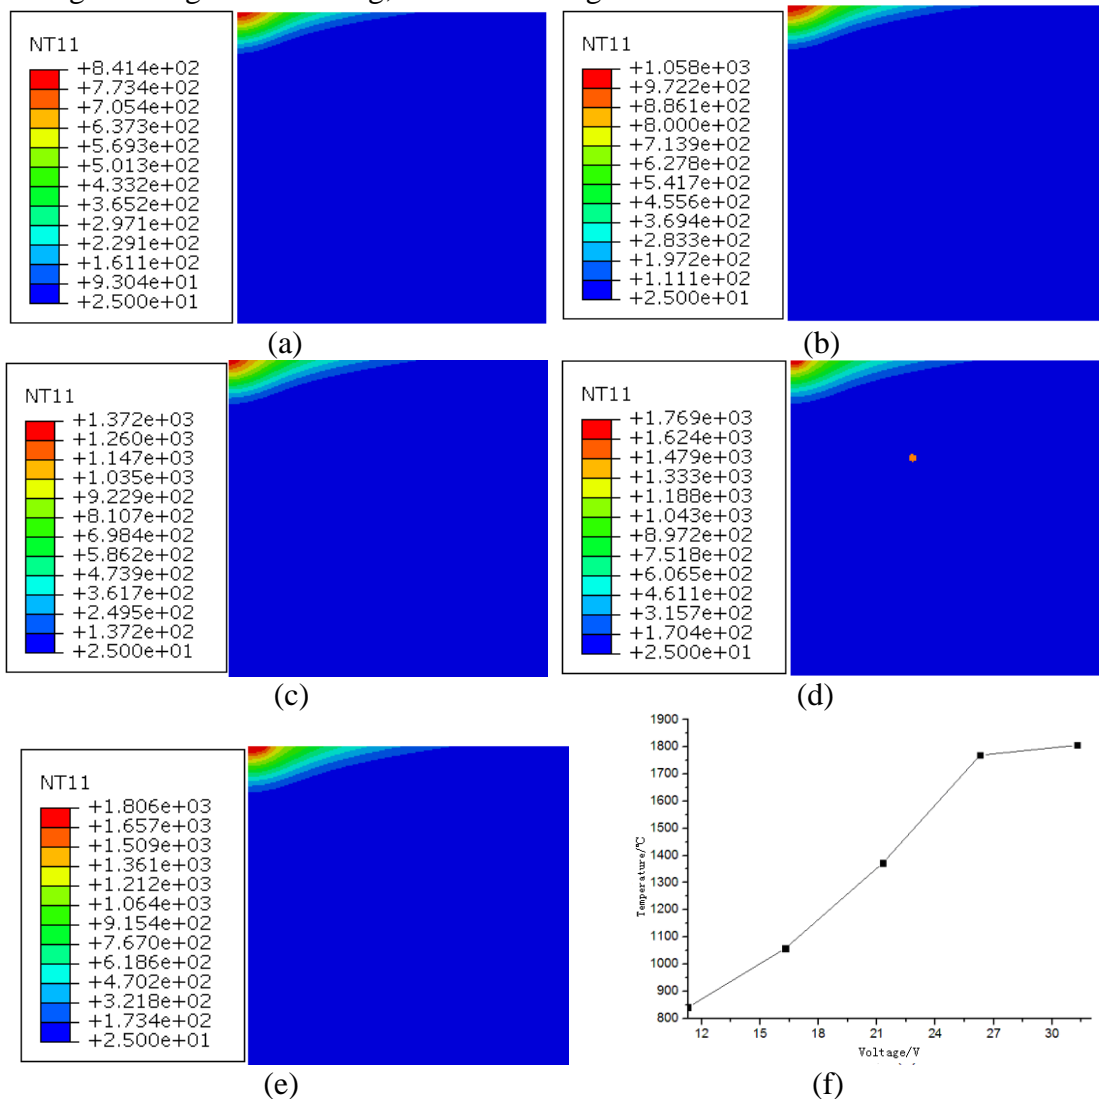 NT11
+8.414e+02
+7.734e+02
+7.054e+02
+6.373e+02
+5.693e+02
+5.013e+02
+4.332e+02
+3.652e+02
+2.971e+02
+2.291e+02
+1.611e+02
+9.304e+01
+2.500e+01
(a)
NT11
+1.058e+03
+9.722e+02
+8.861e+02
+8.000e+02
+7.139e+02
+6.278e+02
+5.417e+02
+4.556e+02
+3.694e+02
+2.833e+02
+1.972e+02
+1.111e+02
+2.500e+01
(b)
NT11
+1.372e+03
+1.260e+03
+1.147e+03
+1.035e+03
+9.229e+02
+8.107e+02
+6.984e+02
+5.862e+02
+4.739e+02
+3.617e+02
+2.495e+02
+1.372e+02
+2.500e+01
(c)
NT11
+1.769e+03
+1.624e+03
+1.479e+03
+1.333e+03
+1.188e+03
+1.043e+03
+8.972e+02
+7.518e+02
+6.065e+02
+4.611e+02
+3.157e+02
+1.704e+02
+2.500e+01
(d)
NT11
+1.806e+03
+1.657e+03
+1.509e+03
+1.361e+03
+1.212e+03
+1.064e+03
+9.154e+02
+7.670e+02
+6.186e+02
+4.702e+02
+3.218e+02
+1.734e+02
+2.500e+01
(e)
1900
1800
1700
1600
1500
1400
1300
1200
1100
1000
900
800
Temperature/℃
12 15 18 21 24 27 30
Voltage/V
(f)